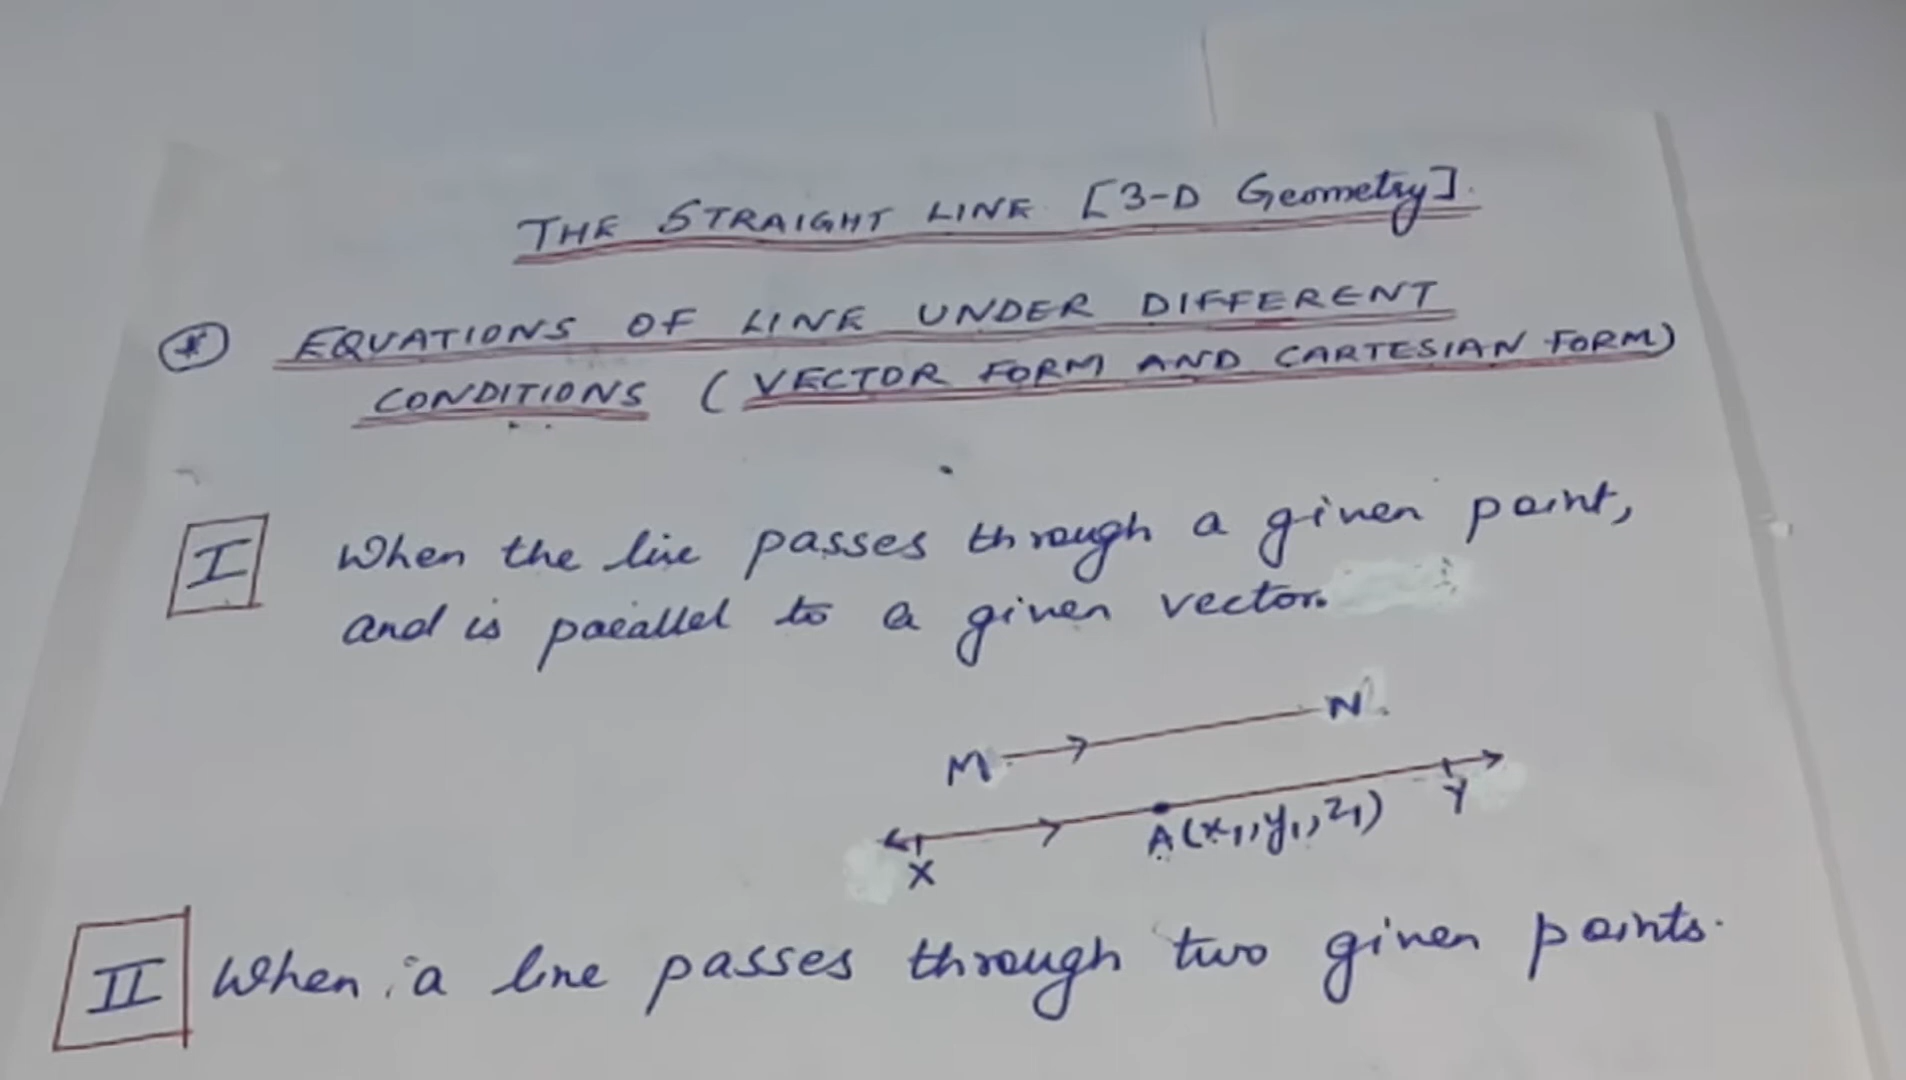 THE STRAIGHT LINE [3-D Geometry].
* EQUATIONS OF LINE UNDER DIFFERENT
CONDITIONS (VECTOR FORM AND CARTESIAN FORM)
I When the line passes through a given point,
and is parallel to a given vector.
M N
X A(x₁, y₁, z₁) Y
II When a line passes through two given points.